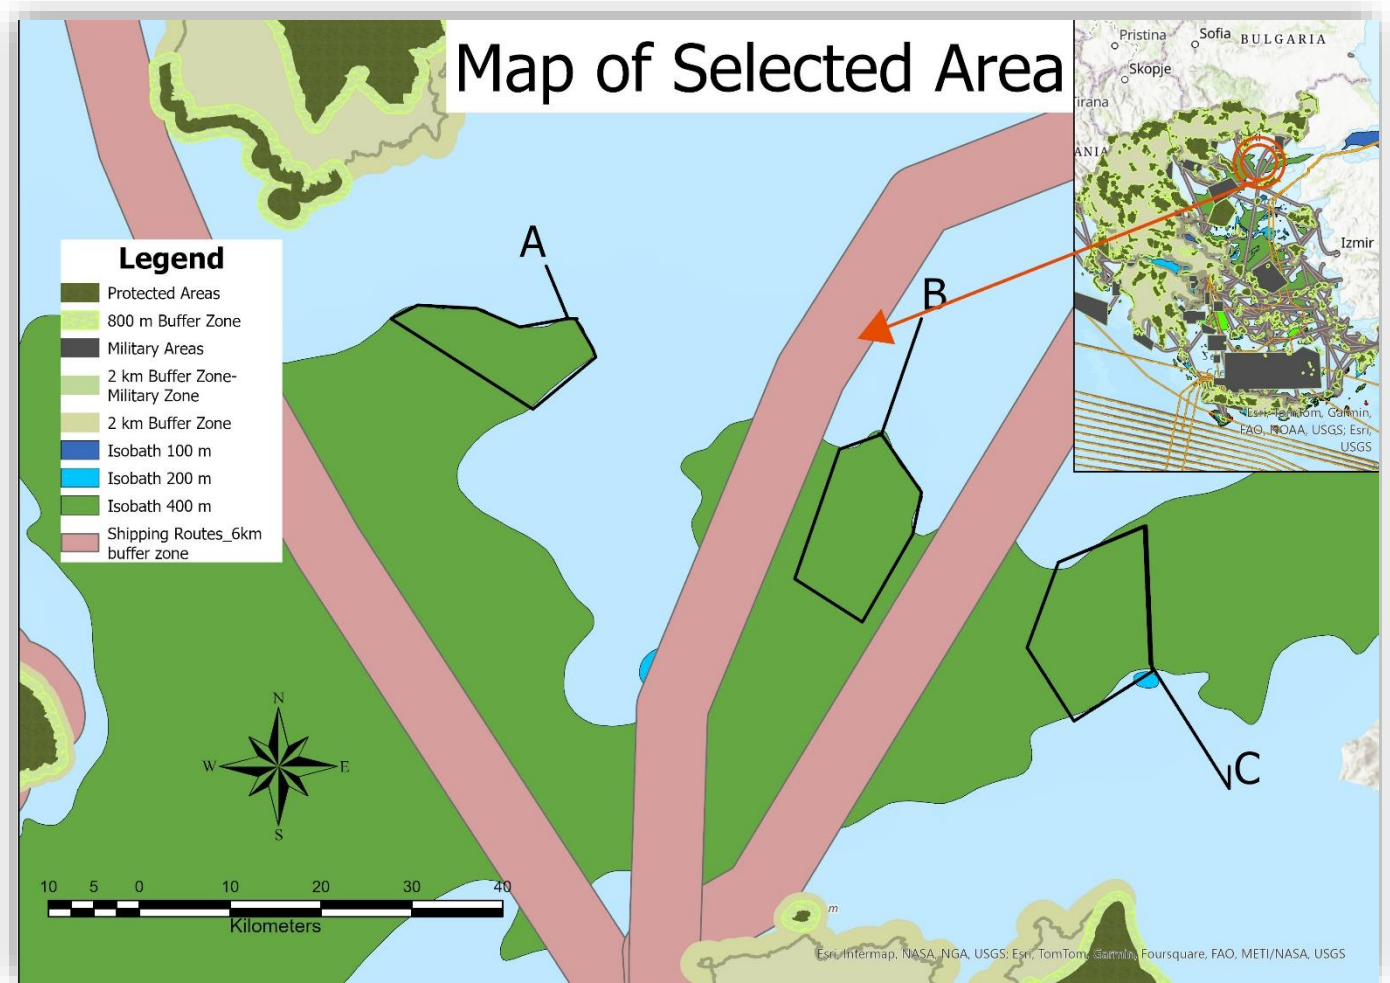 Map of Selected Area
Pristina
Sofia
BULGARIA
Skopje
irana
ANIA
Izmir
Esri, TomTom, Garmin,
FAO, NOAA, USGS; Esri,
USGS
A
B
C
Legend
Protected Areas
800 m Buffer Zone
Military Areas
2 km Buffer Zone-
Military Zone
2 km Buffer Zone
Isobath 100 m
Isobath 200 m
Isobath 400 m
Shipping Routes_6km
buffer zone
N
W E
S
10 5 0 10 20 30 40
Kilometers
m
Esri, Intermap, NASA, NGA, USGS; Esri, TomTom, Garmin, Foursquare, FAO, METI/NASA, USGS